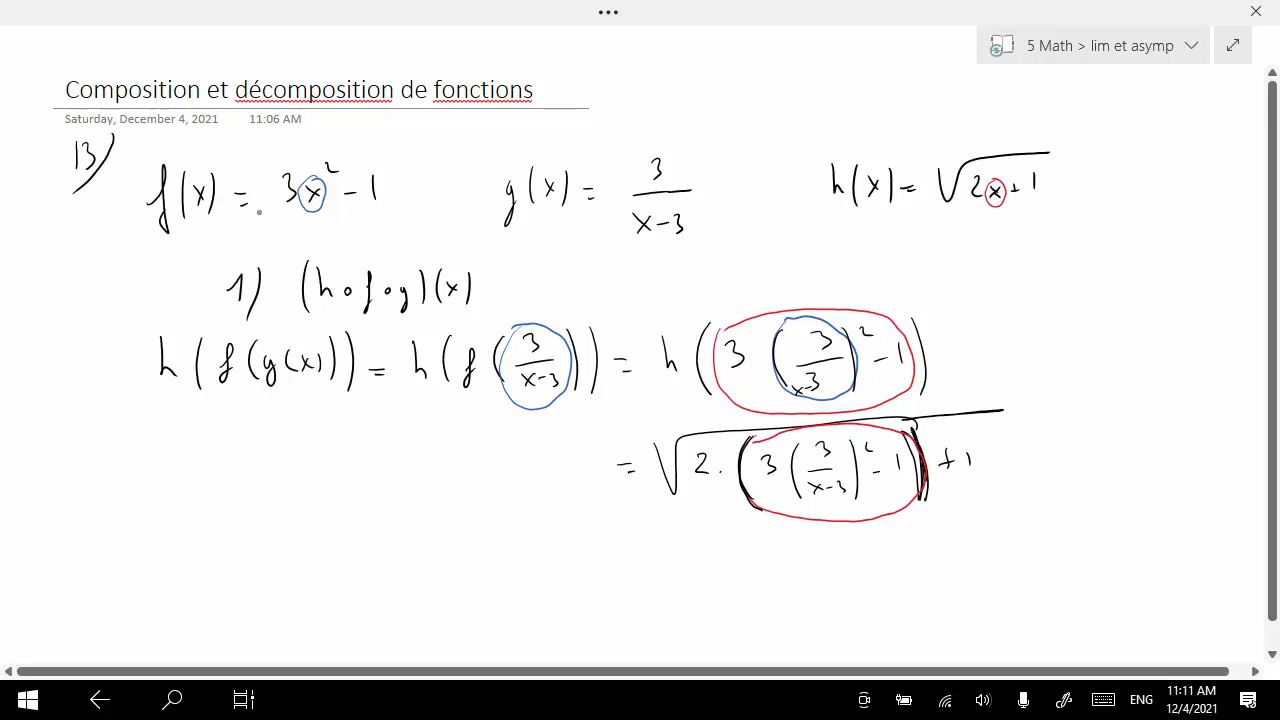 •••
5 Math > lim et asymp
Composition et décomposition de fonctions
Saturday, December 4, 2021 11:06 AM
13)
f(x) = 3x² - 1 g(x) = 3/(x-3) h(x) = √(2x+1)
1) (h∘f∘g)(x)
h(f(g(x))) = h(f(3/(x-3))) = h(3(3/(x-3))² - 1)
= √(2·(3(3/(x-3))² - 1) + 1)
ENG
11:11 AM
12/4/2021